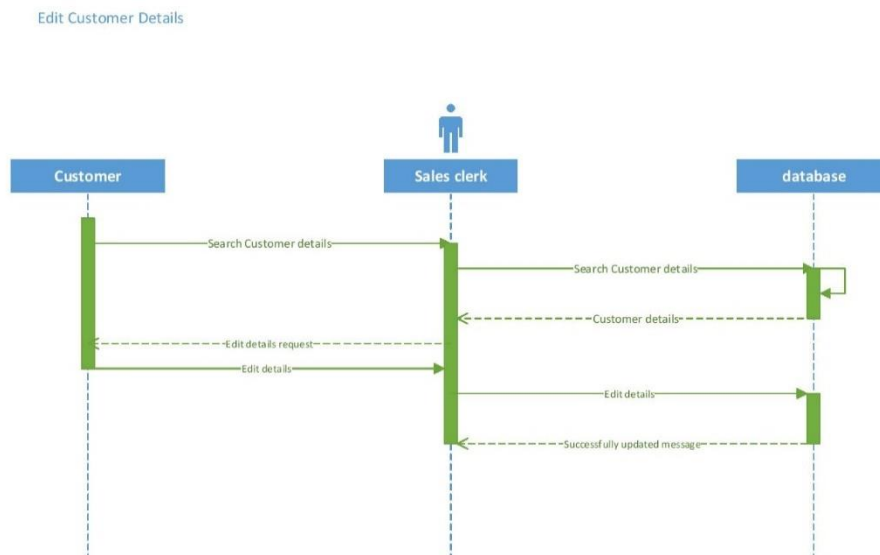 Edit Customer Details
Customer
Sales clerk
database
Search Customer details
Search Customer details
Customer details
Edit details request
Edit details
Edit details
Successfully updated message